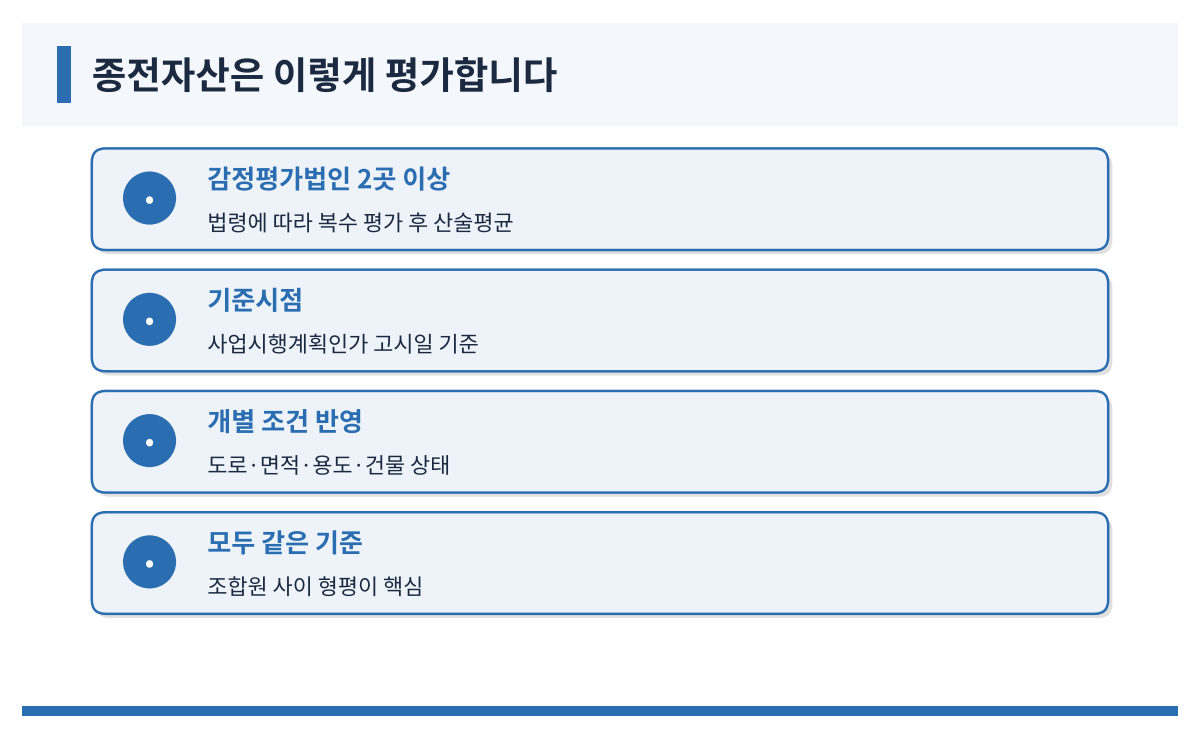 종전자산은 이렇게 평가합니다
감정평가법인 2곳 이상
법령에 따라 복수 평가 후 산술평균
기준시점
사업시행계획인가 고시일 기준
개별 조건 반영
도로·면적·용도·건물 상태
모두 같은 기준
조합원 사이 형평이 핵심